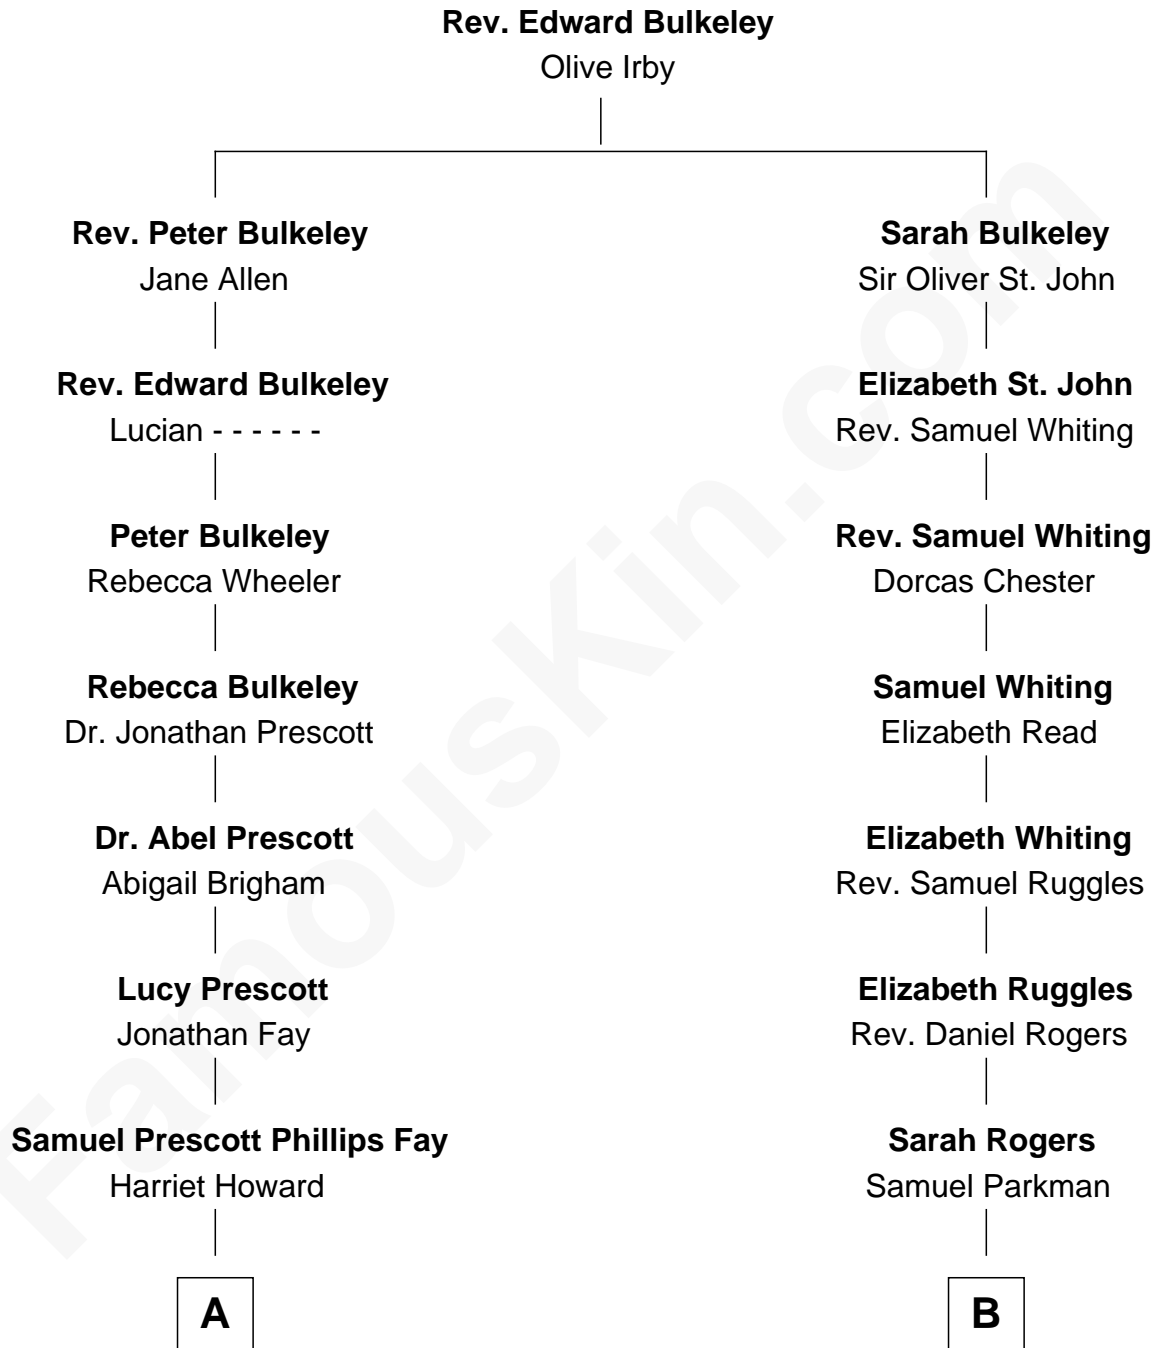 Rev. Edward Bulkeley
Olive Irby
Rev. Peter Bulkeley
Jane Allen
Sarah Bulkeley
Sir Oliver St. John
Rev. Edward Bulkeley
Lucian - - - - - -
Elizabeth St. John
Rev. Samuel Whiting
Peter Bulkeley
Rebecca Wheeler
Rev. Samuel Whiting
Dorcas Chester
Rebecca Bulkeley
Dr. Jonathan Prescott
Samuel Whiting
Elizabeth Read
Dr. Abel Prescott
Abigail Brigham
Elizabeth Whiting
Rev. Samuel Ruggles
Lucy Prescott
Jonathan Fay
Elizabeth Ruggles
Rev. Daniel Rogers
Samuel Prescott Phillips Fay
Harriet Howard
Sarah Rogers
Samuel Parkman
A
B
FamousKin.com